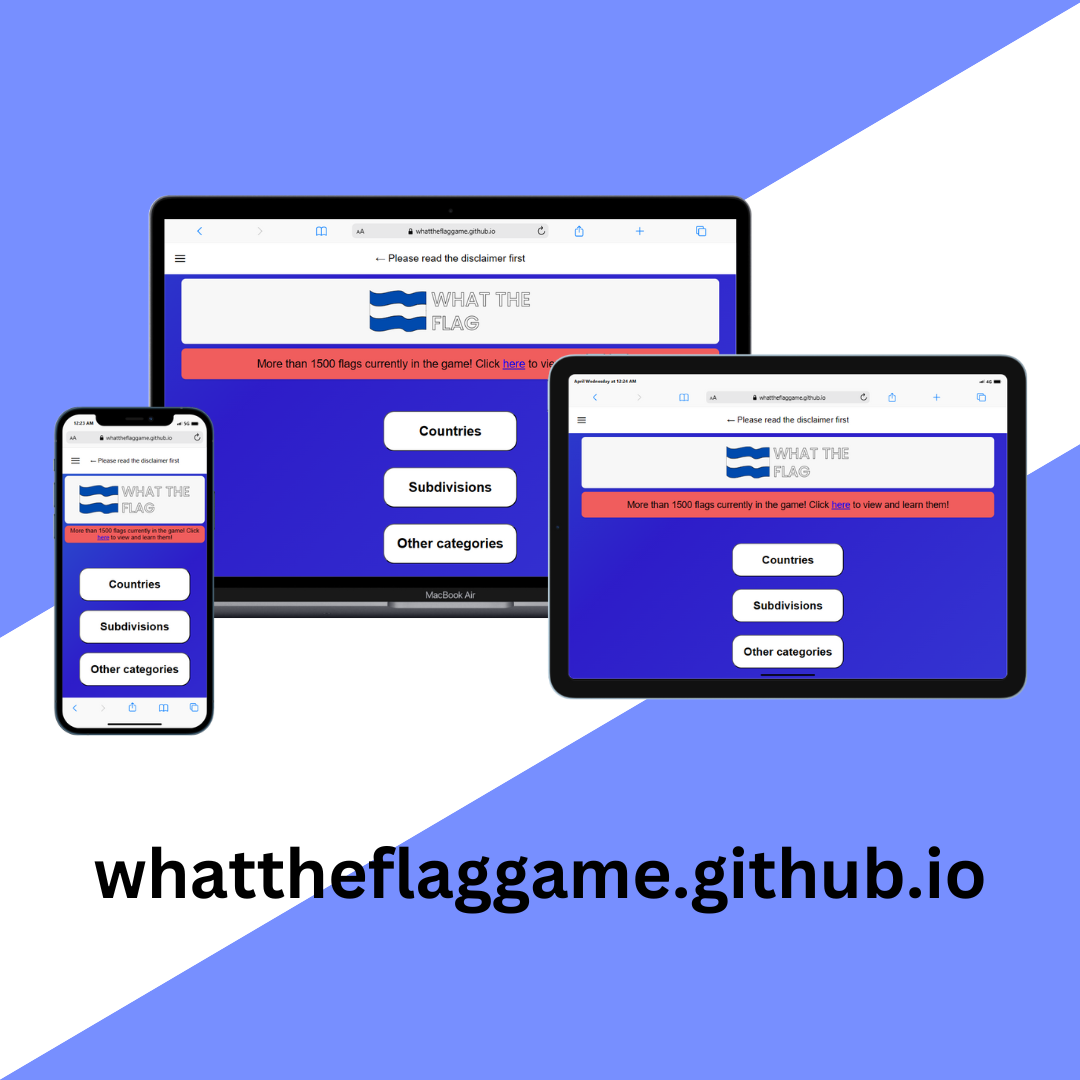 AA whattheflaggame.github.io
← Please read the disclaimer first
WHAT THE
FLAG
More than 1500 flags currently in the game! Click here to vie
Countries
Subdivisions
Other categories
MacBook Air
April Wednesday at 12:23 AM 4G
AA whattheflaggame.github.io
← Please read the disclaimer first
WHAT THE
FLAG
More than 1500 flags currently in the game! Click here to view and learn them!
Countries
Subdivisions
Other categories
12:23 AM 5G
AA whattheflaggame.github.io
← Please read the disclaimer first
WHAT THE
FLAG
More than 1500 flags currently in the game! Click
here to view and learn them!
Countries
Subdivisions
Other categories
whattheflaggame.github.io